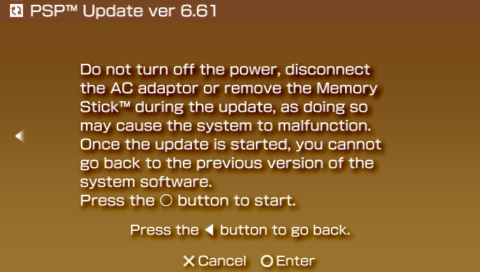 PSP™ Update ver 6.61
Do not turn off the power, disconnect
the AC adaptor or remove the Memory
Stick™ during the update, as doing so
may cause the system to malfunction.
Once the update is started, you cannot
go back to the previous version of the
system software.
Press the ○ button to start.
Press the ◀ button to go back.
✕ Cancel ○ Enter